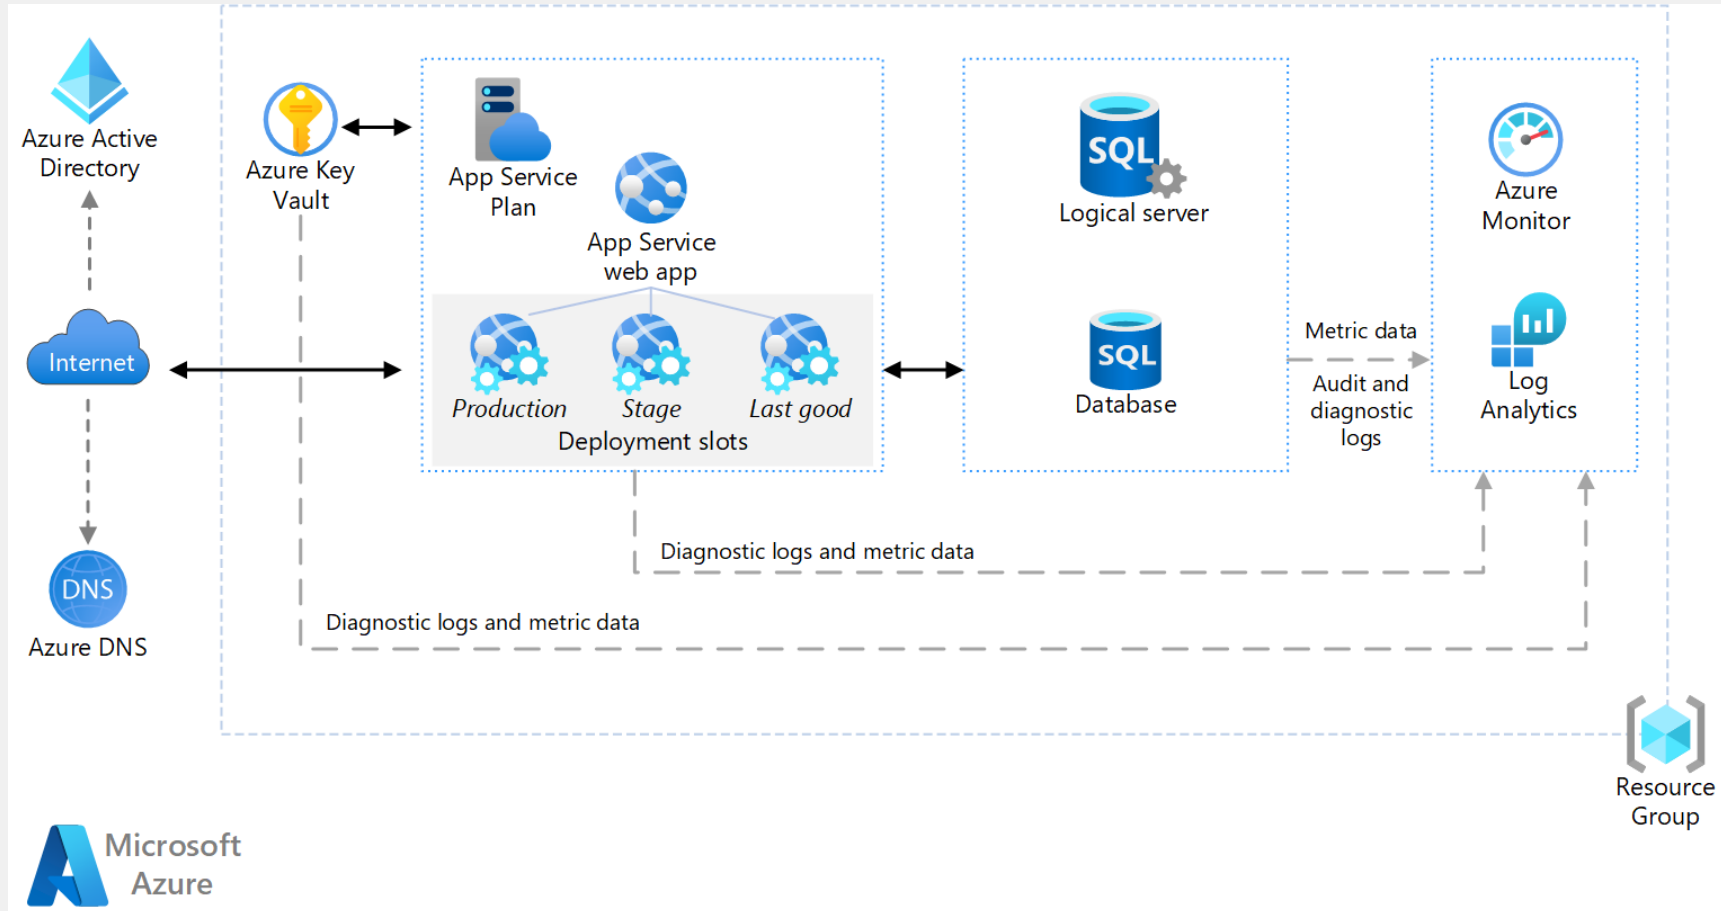 Azure Active
Directory
Internet
DNS
Azure DNS
Azure Key
Vault
App Service
Plan
App Service
web app
Production
Stage
Last good
Deployment slots
SQL
Logical server
SQL
Database
Metric data
Audit and
diagnostic
logs
Azure
Monitor
Log
Analytics
Diagnostic logs and metric data
Diagnostic logs and metric data
Resource
Group
Microsoft
Azure